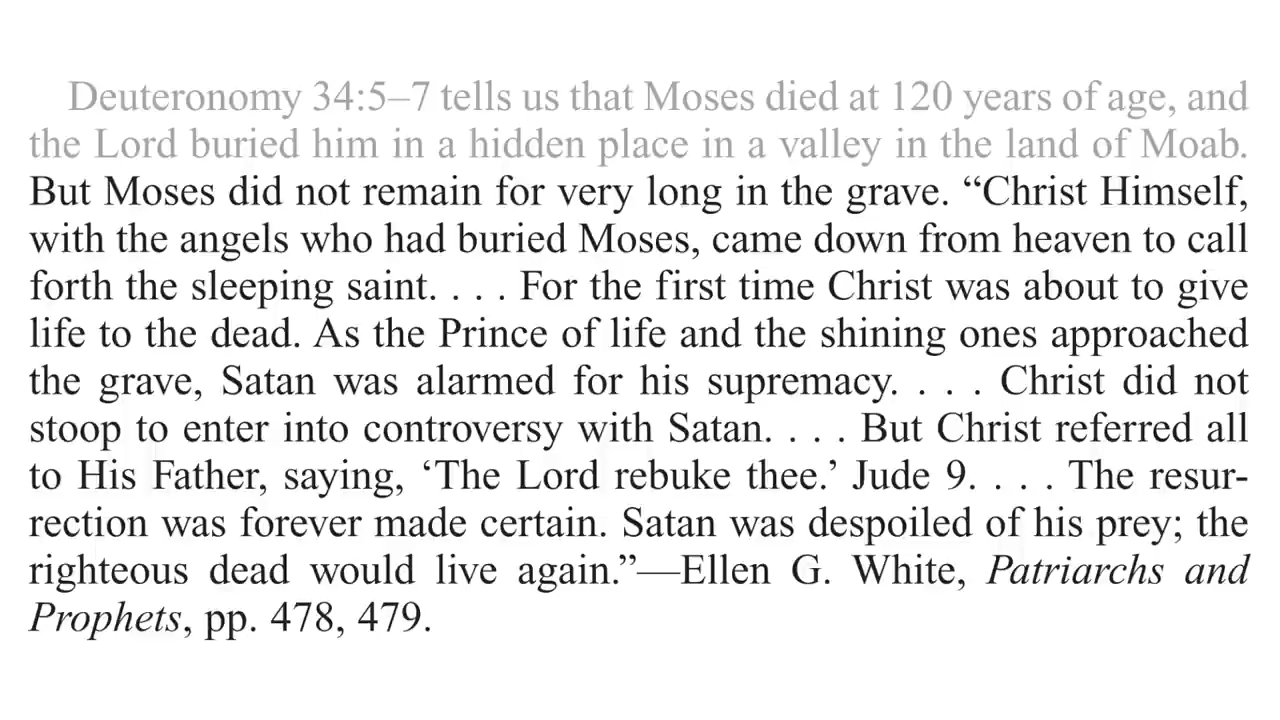 Deuteronomy 34:5–7 tells us that Moses died at 120 years of age, and
the Lord buried him in a hidden place in a valley in the land of Moab.
But Moses did not remain for very long in the grave. “Christ Himself,
with the angels who had buried Moses, came down from heaven to call
forth the sleeping saint. . . . For the first time Christ was about to give
life to the dead. As the Prince of life and the shining ones approached
the grave, Satan was alarmed for his supremacy. . . . Christ did not
stoop to enter into controversy with Satan. . . . But Christ referred all
to His Father, saying, ‘The Lord rebuke thee.’ Jude 9. . . . The resur-
rection was forever made certain. Satan was despoiled of his prey; the
righteous dead would live again.”—Ellen G. White, Patriarchs and
Prophets, pp. 478, 479.